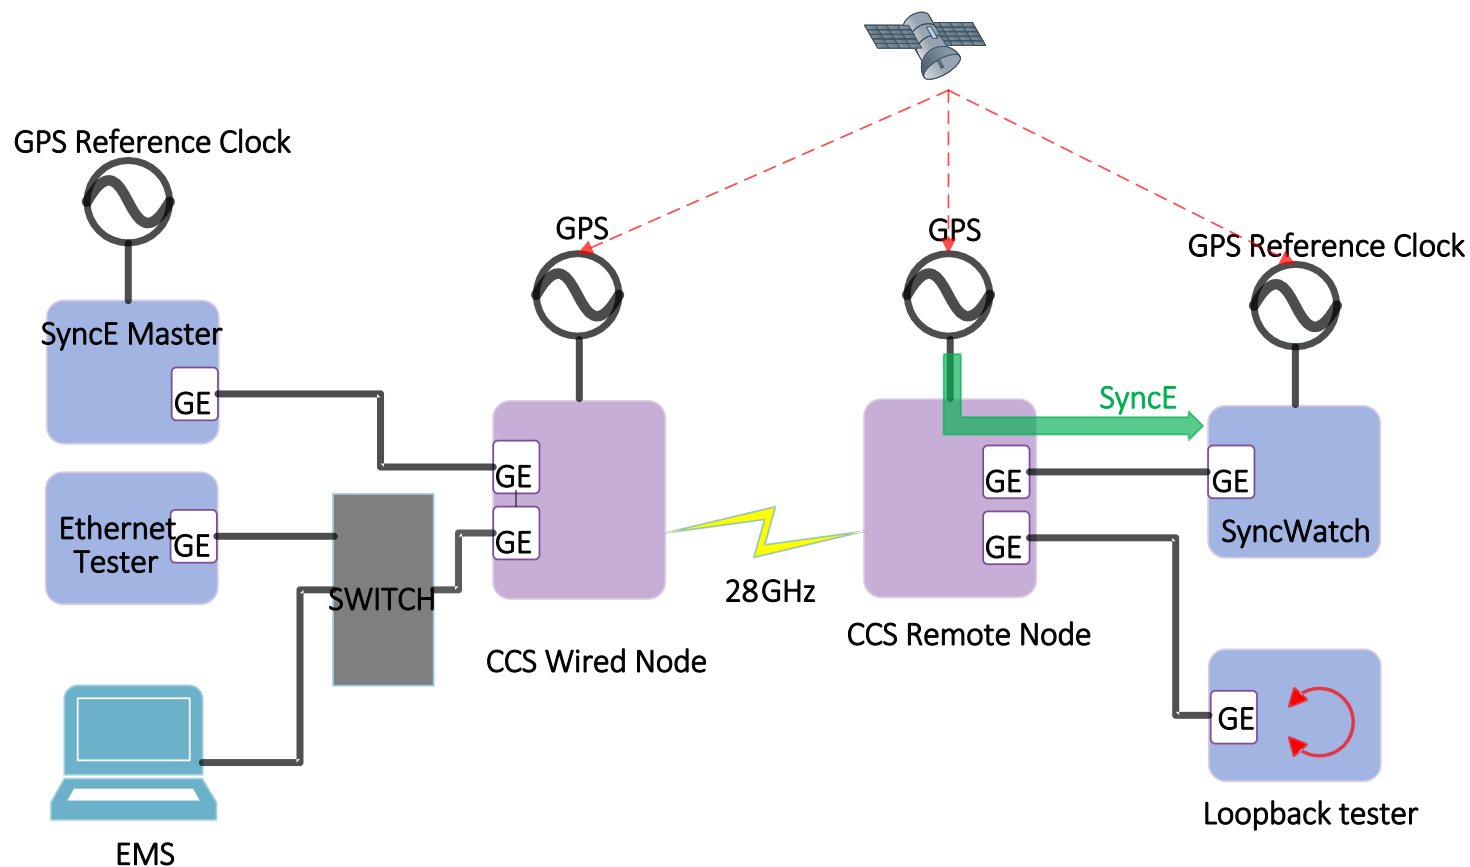 GPS Reference Clock
GPS
GPS
GPS Reference Clock
SyncE Master
GE
SyncE
GE
GE
GE
Ethernet
Tester
GE
GE
GE
SyncWatch
28GHz
SWITCH
CCS Wired Node
CCS Remote Node
GE
Loopback tester
EMS